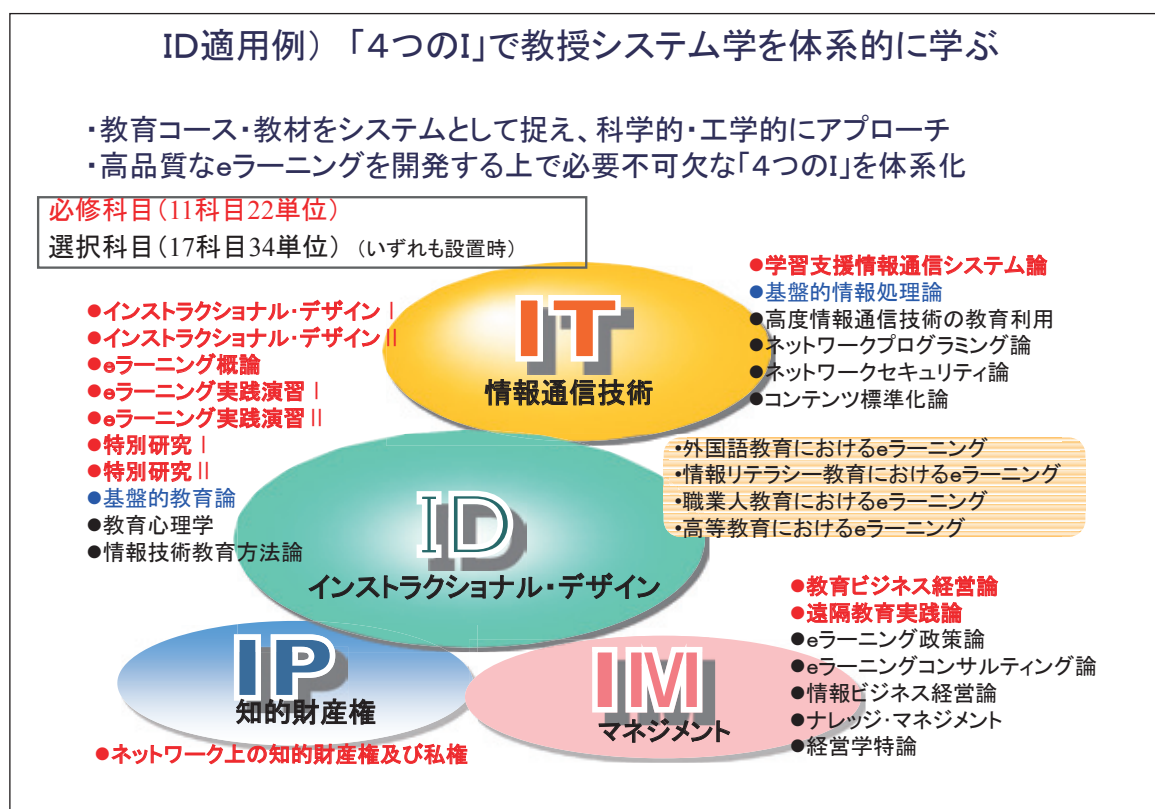 ID適用例) 「4つのI」で教授システム学を体系的に学ぶ
・教育コース・教材をシステムとして捉え、科学的・工学的にアプローチ
・高品質なeラーニングを開発する上で必要不可欠な「4つのI」を体系化
必修科目(11科目22単位)
選択科目(17科目34単位) (いずれも設置時)
●インストラクショナル・デザインⅠ
●インストラクショナル・デザインⅡ
●eラーニング概論
●eラーニング実践演習Ⅰ
●eラーニング実践演習Ⅱ
●特別研究Ⅰ
●特別研究Ⅱ
●基盤的教育論
●教育心理学
●情報技術教育方法論
IT
情報通信技術
●学習支援情報通信システム論
●基盤的情報処理論
●高度情報通信技術の教育利用
●ネットワークプログラミング論
●ネットワークセキュリティ論
●コンテンツ標準化論
•外国語教育におけるeラーニング
•情報リテラシー教育におけるeラーニング
•職業人教育におけるeラーニング
•高等教育におけるeラーニング
ID
インストラクショナル・デザイン
IP
知的財産権
●ネットワーク上の知的財産権及び私権
IM
マネジメント
●教育ビジネス経営論
●遠隔教育実践論
●eラーニング政策論
●eラーニングコンサルティング論
●情報ビジネス経営論
●ナレッジ・マネジメント
●経営学特論